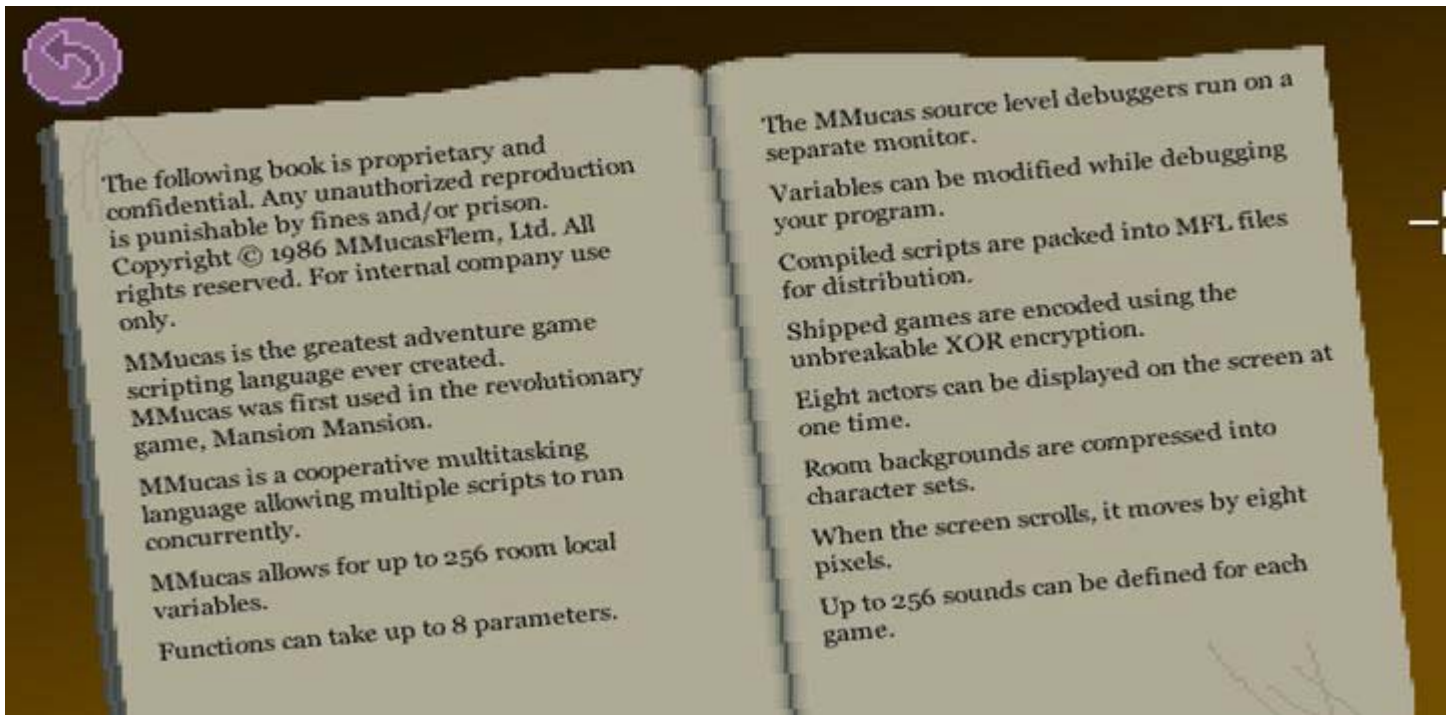 The following book is proprietary and
confidential. Any unauthorized reproduction
is punishable by fines and/or prison.
Copyright © 1986 MMucasFlem, Ltd. All
rights reserved. For internal company use
only.
MMucas is the greatest adventure game
scripting language ever created.
MMucas was first used in the revolutionary
game, Mansion Mansion.
MMucas is a cooperative multitasking
language allowing multiple scripts to run
concurrently.
MMucas allows for up to 256 room local
variables.
Functions can take up to 8 parameters.
The MMucas source level debuggers run on a
separate monitor.
Variables can be modified while debugging
your program.
Compiled scripts are packed into MFL files
for distribution.
Shipped games are encoded using the
unbreakable XOR encryption.
Eight actors can be displayed on the screen at
one time.
Room backgrounds are compressed into
character sets.
When the screen scrolls, it moves by eight
pixels.
Up to 256 sounds can be defined for each
game.